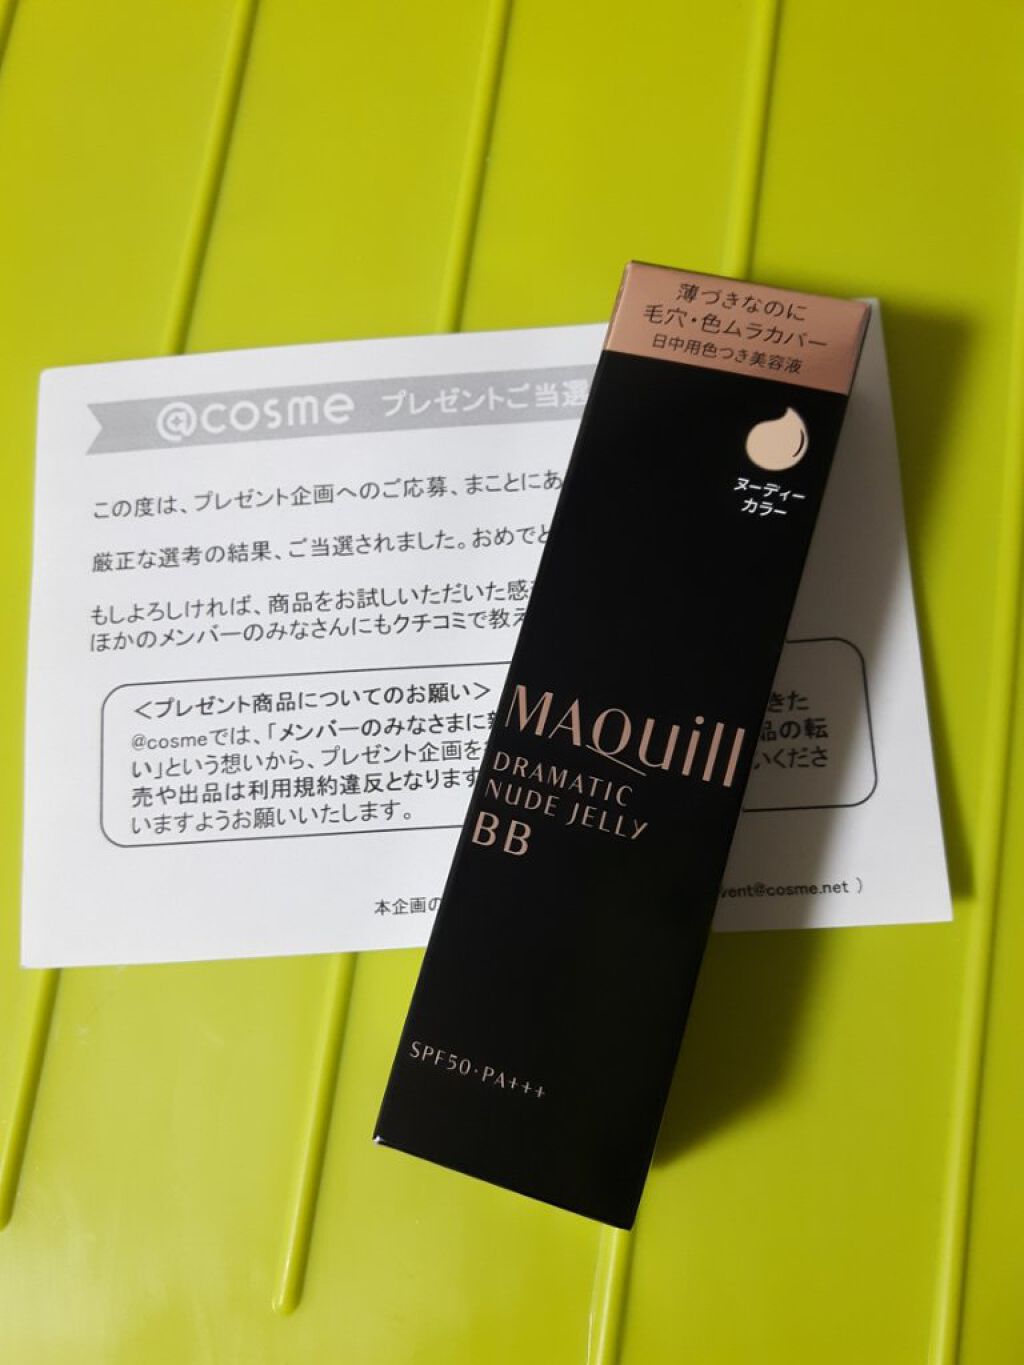 @cosme プレゼントご当選
この度は、プレゼント企画へのご応募、まことにあ
厳正な選考の結果、ご当選されました。おめでと
もしよろしければ、商品をお試しいただいた感
ほかのメンバーのみなさんにもクチコミで教え
＜プレゼント商品についてのお願い＞
@cosmeでは、「メンバーのみなさまに
きた
い」という想いから、プレゼント企画を
品の転
売や出品は利用規約違反となります
いくださ
いますようお願いいたします。
本企画の
vent@cosme.net ）
薄づきなのに
毛穴・色ムラカバー
日中用色つき美容液
ヌーディー
カラー
MAQuill
DRAMATIC
NUDE JELLY
BB
SPF50・PA+++